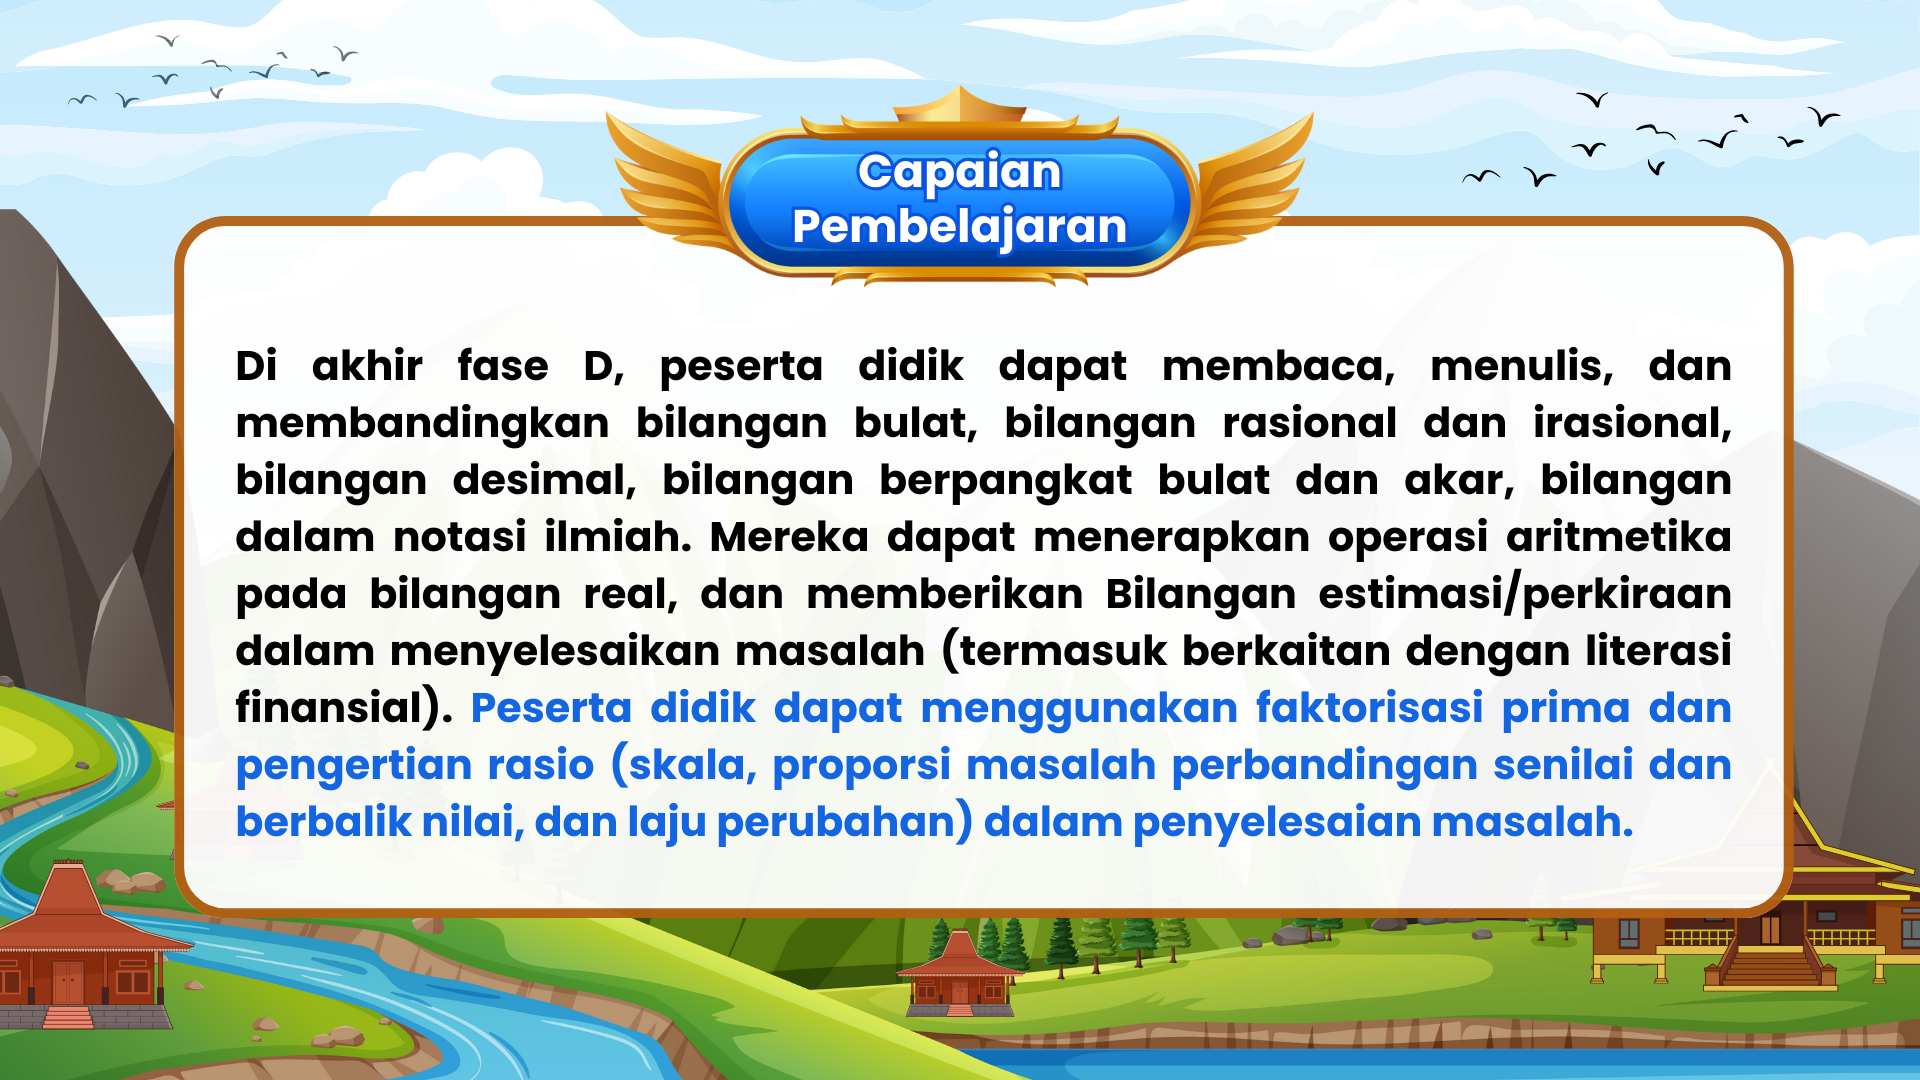 Capaian
Pembelajaran
Di akhir fase D, peserta didik dapat membaca, menulis, dan
membandingkan bilangan bulat, bilangan rasional dan irasional,
bilangan desimal, bilangan berpangkat bulat dan akar, bilangan
dalam notasi ilmiah. Mereka dapat menerapkan operasi aritmetika
pada bilangan real, dan memberikan Bilangan estimasi/perkiraan
dalam menyelesaikan masalah (termasuk berkaitan dengan literasi
finansial). Peserta didik dapat menggunakan faktorisasi prima dan
pengertian rasio (skala, proporsi masalah perbandingan senilai dan
berbalik nilai, dan laju perubahan) dalam penyelesaian masalah.